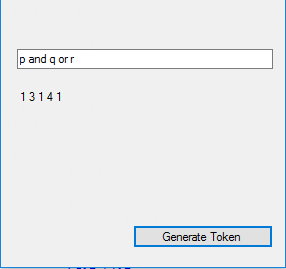 p and q or r
1 3 1 4 1
Generate Token